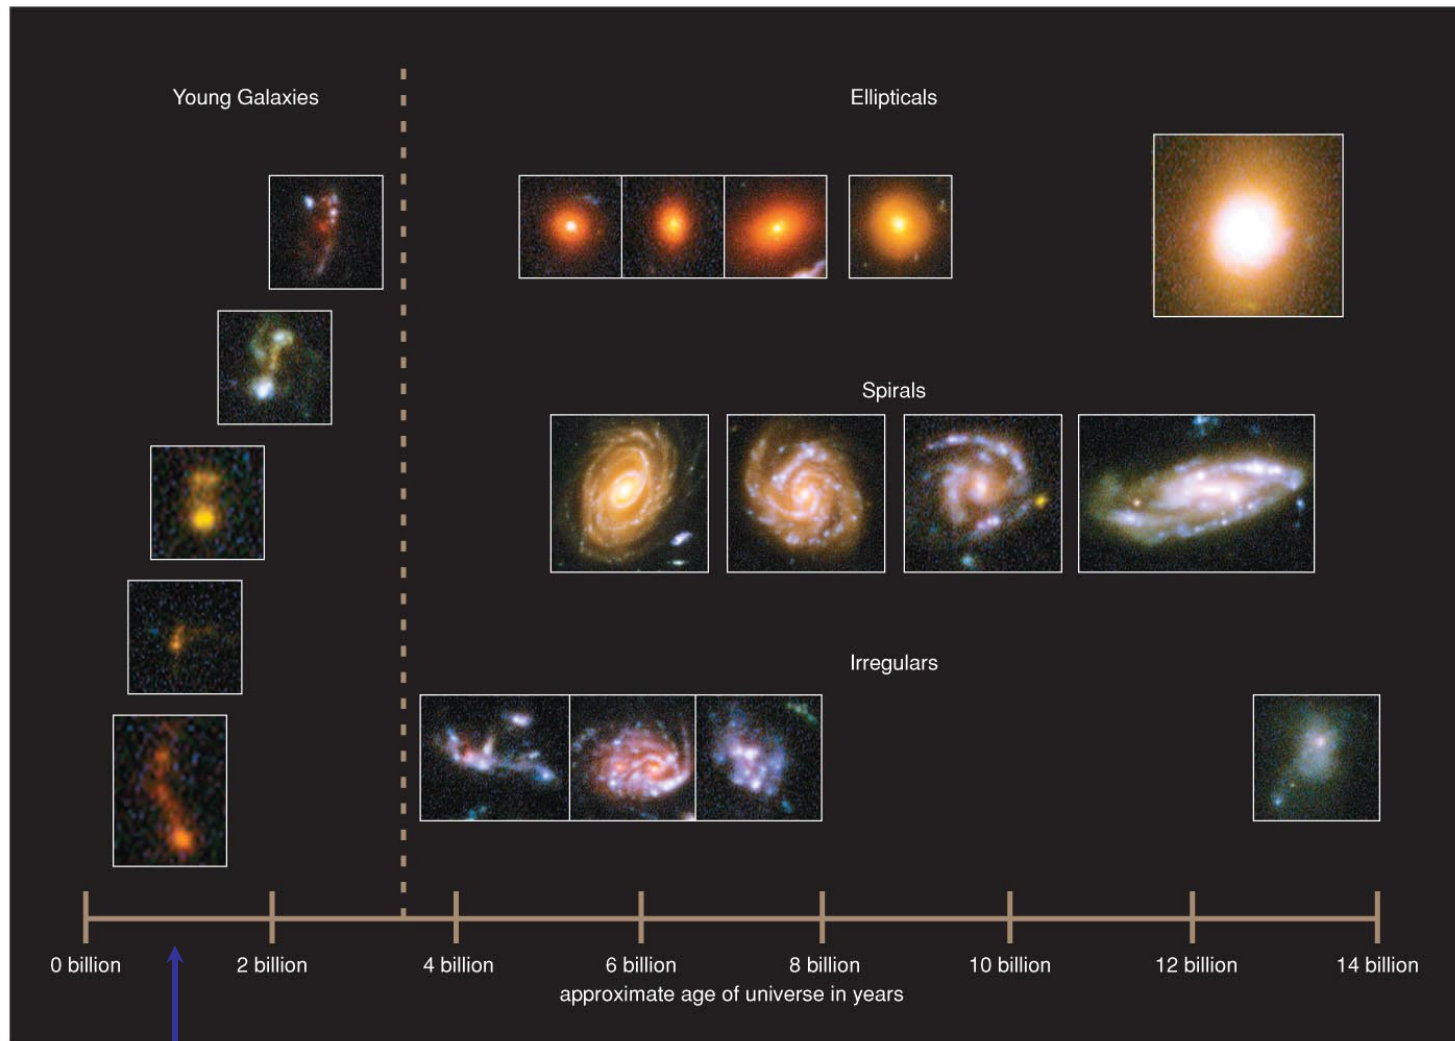 Young Galaxies
Ellipticals
Spirals
Irregulars
0 billion
2 billion
4 billion
6 billion
8 billion
10 billion
12 billion
14 billion
approximate age of universe in years